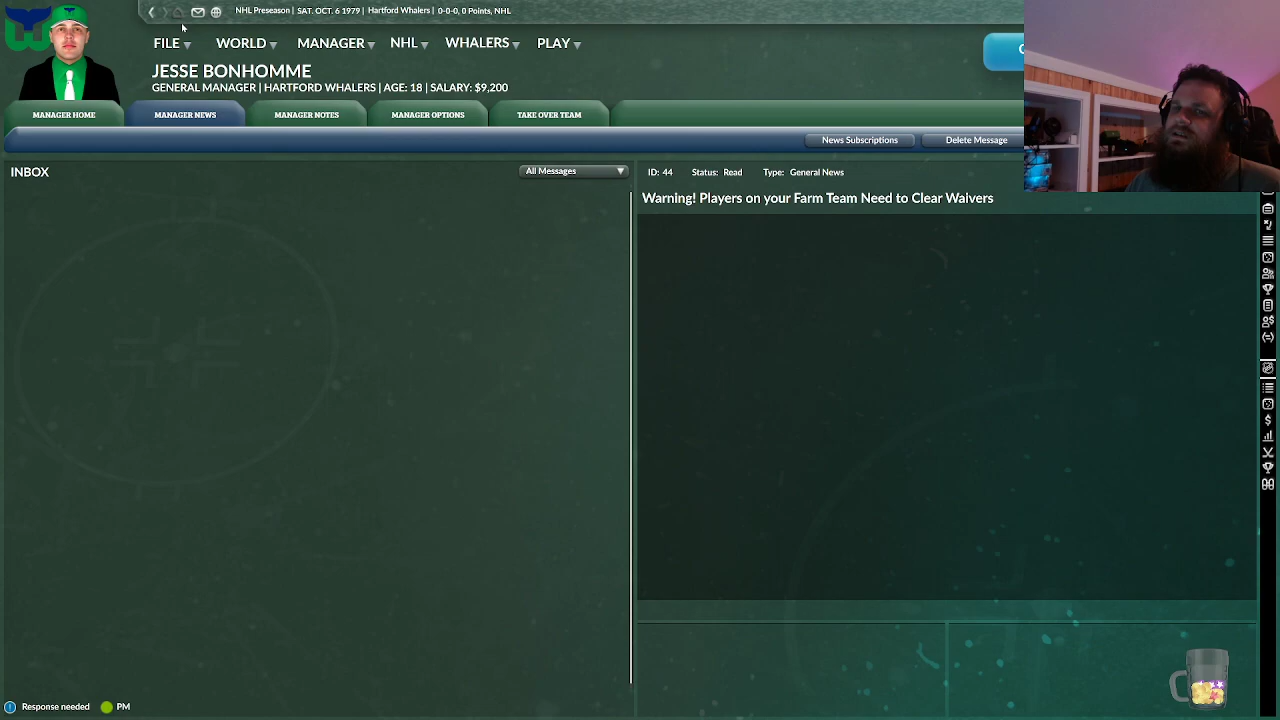 NHL Preseason | SAT. OCT. 6 1979 | Hartford Whalers | 0-0-0, 0 Points, NHL
FILE WORLD MANAGER NHL WHALERS PLAY
JESSE BONHOMME
GENERAL MANAGER | HARTFORD WHALERS | AGE: 18 | SALARY: $9,200
MANAGER HOME MANAGER NEWS MANAGER NOTES MANAGER OPTIONS TAKE OVER TEAM
News Subscriptions Delete Message
INBOX All Messages
ID: 44 Status: Read Type: General News
Warning! Players on your Farm Team Need to Clear Waivers
Response needed PM